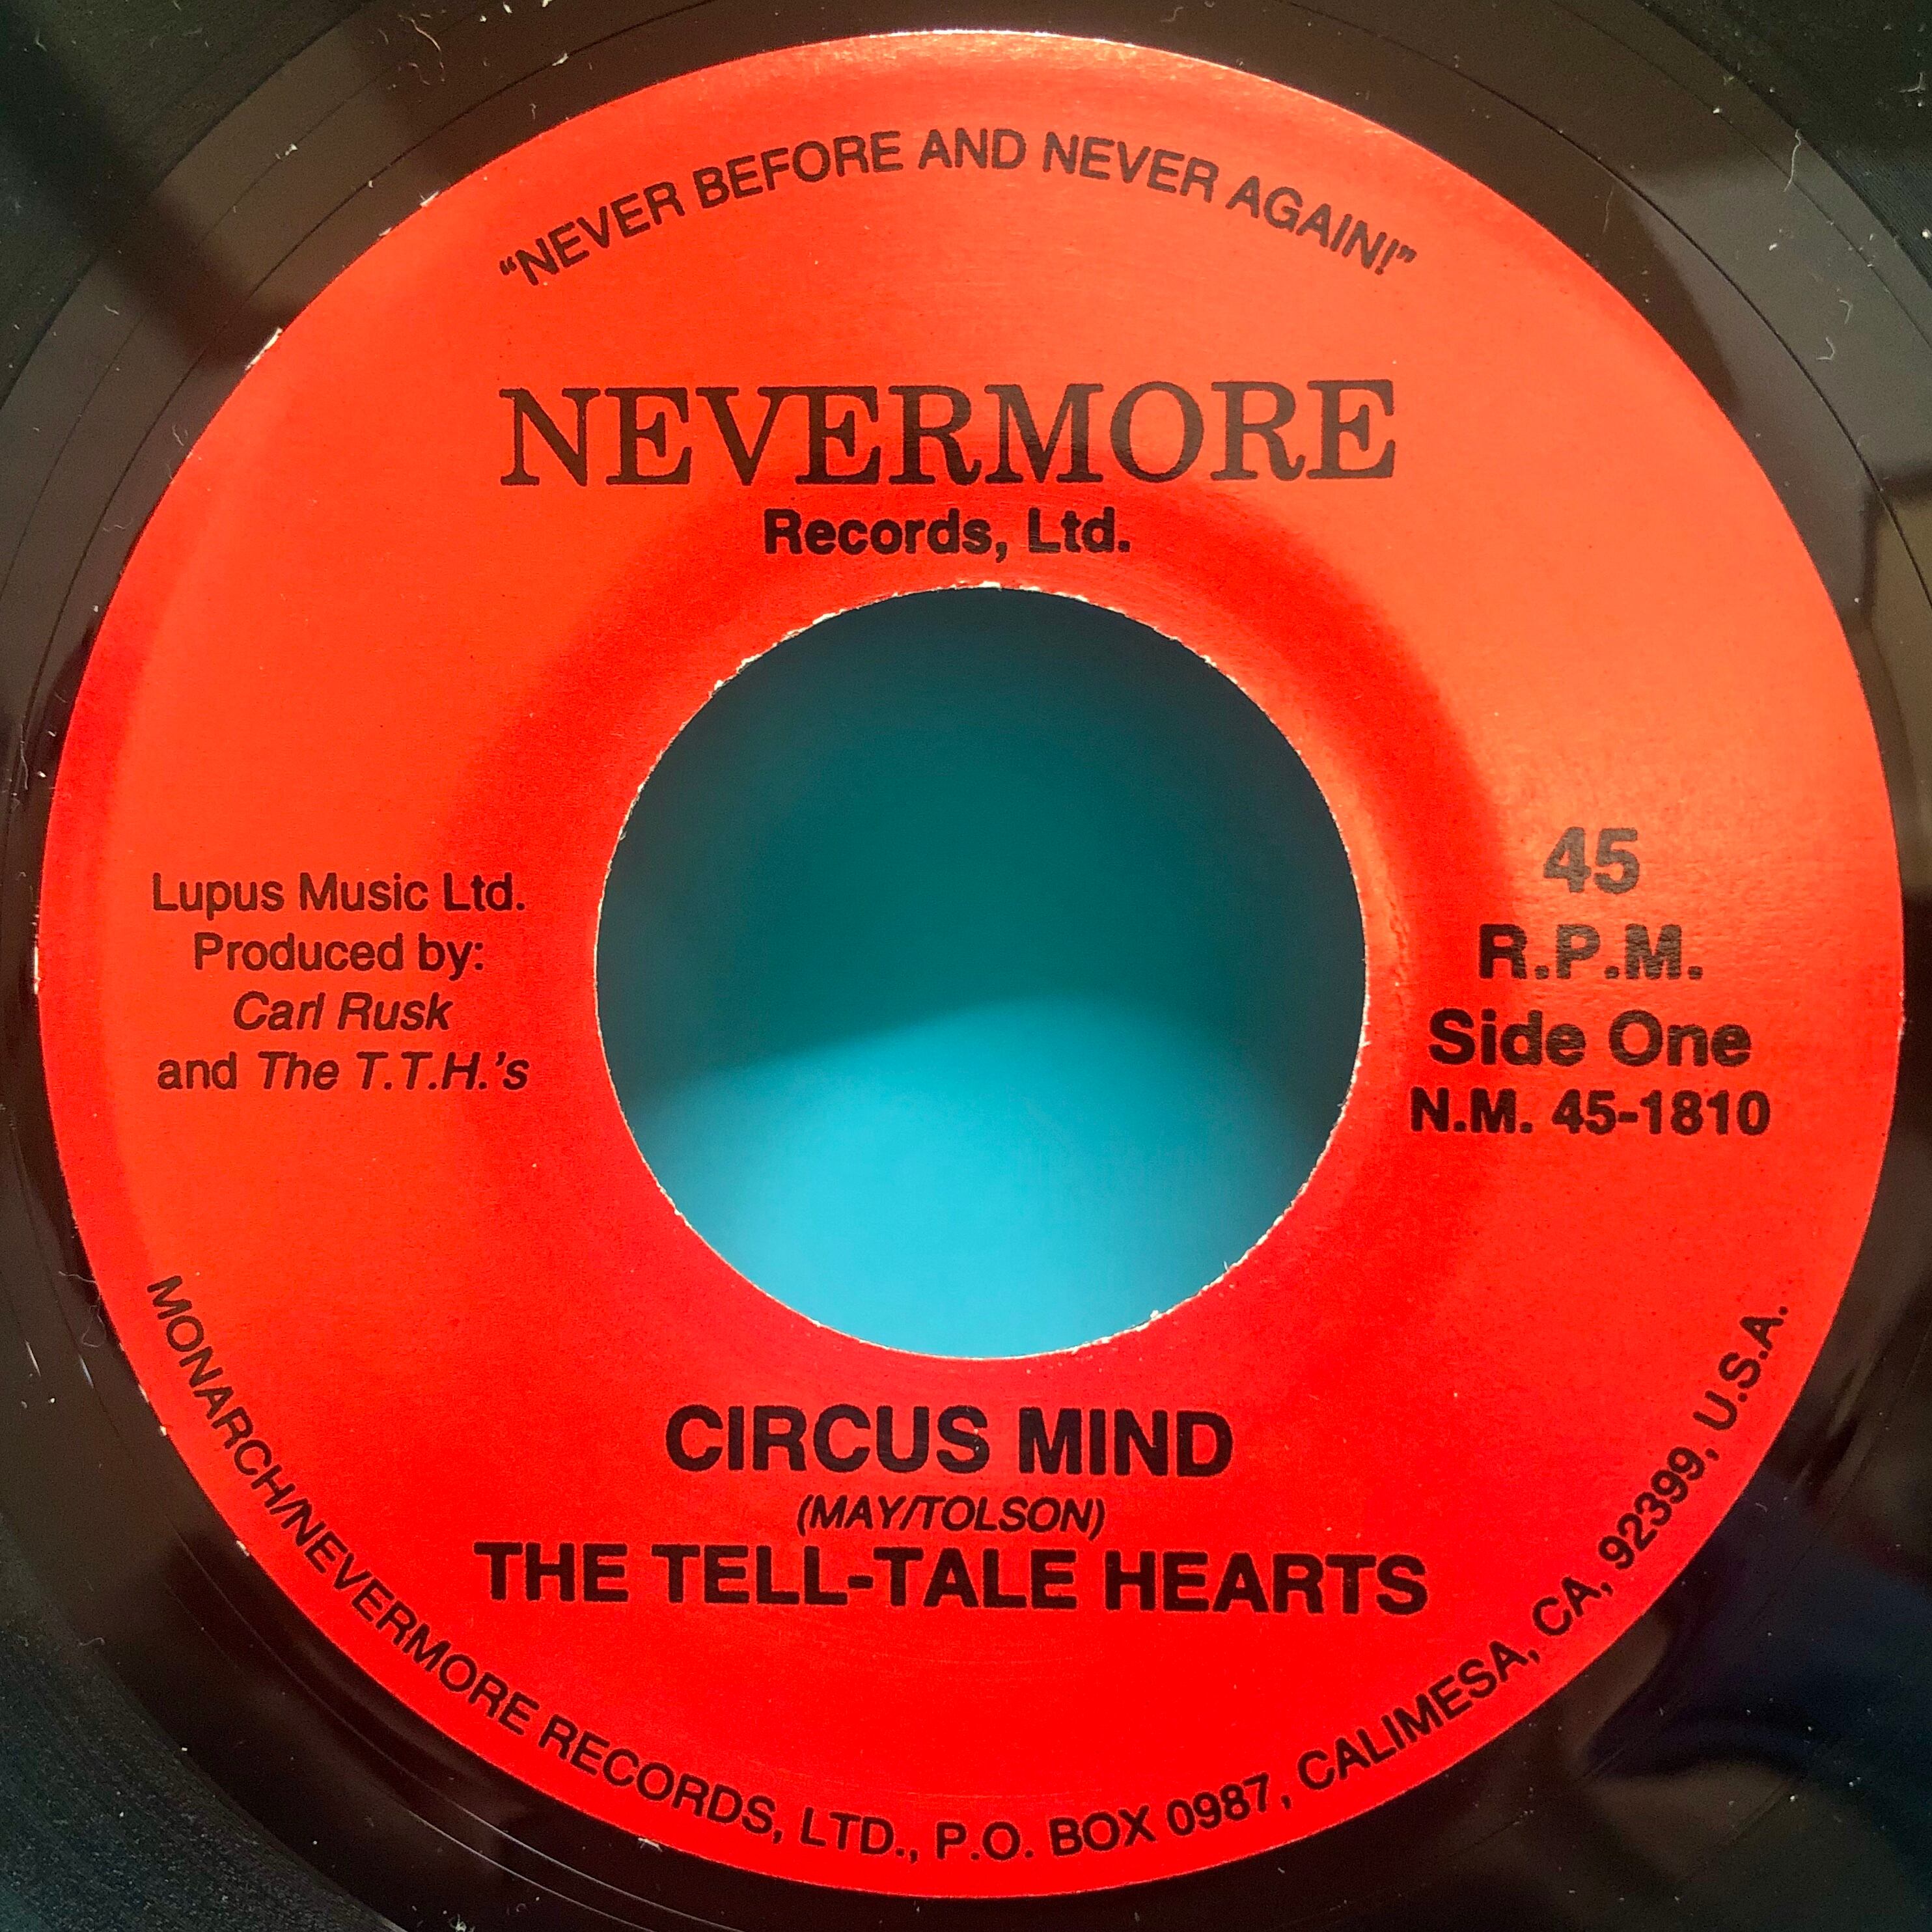 “NEVER BEFORE AND NEVER AGAIN!”
NEVERMORE
Records, Ltd.
Lupus Music Ltd.
Produced by:
Carl Rusk
and The T.T.H.’s
45
R.P.M.
Side One
N.M. 45-1810
CIRCUS MIND
(MAY/TOLSON)
THE TELL-TALE HEARTS
MONARCH/NEVERMORE RECORDS, LTD., P.O. BOX 0987, CALIMESA, CA, 92399, U.S.A.